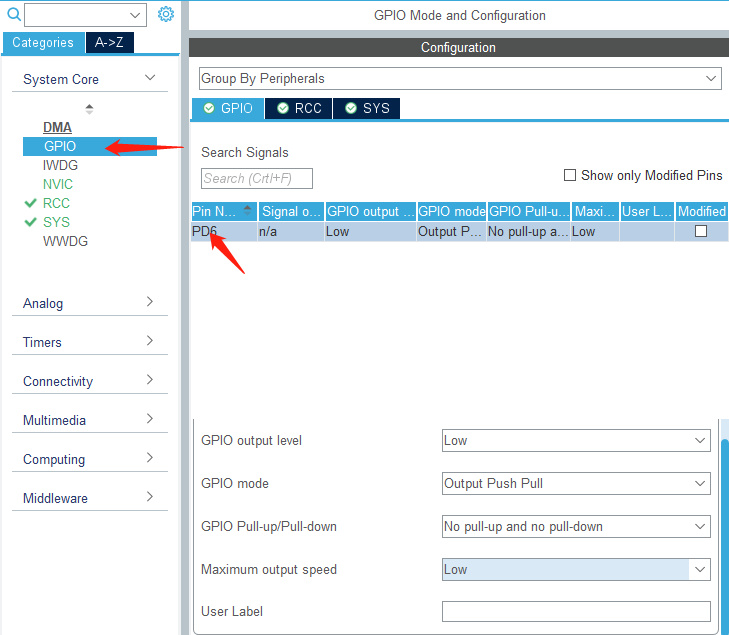 GPIO Mode and Configuration
Categories A->Z
Configuration
System Core
Group By Peripherals
DMA
GPIO
IWDG
NVIC
RCC
SYS
WWDG
GPIO RCC SYS
Search Signals
Search (Crtl+F)
Show only Modified Pins
Pin N... Signal o... GPIO output ... GPIO mode GPIO Pull-u... Maxi... User L... Modified
PD6 n/a Low Output P... No pull-up a... Low
Analog
Timers
Connectivity
Multimedia
Computing
Middleware
GPIO output level Low
GPIO mode Output Push Pull
GPIO Pull-up/Pull-down No pull-up and no pull-down
Maximum output speed Low
User Label